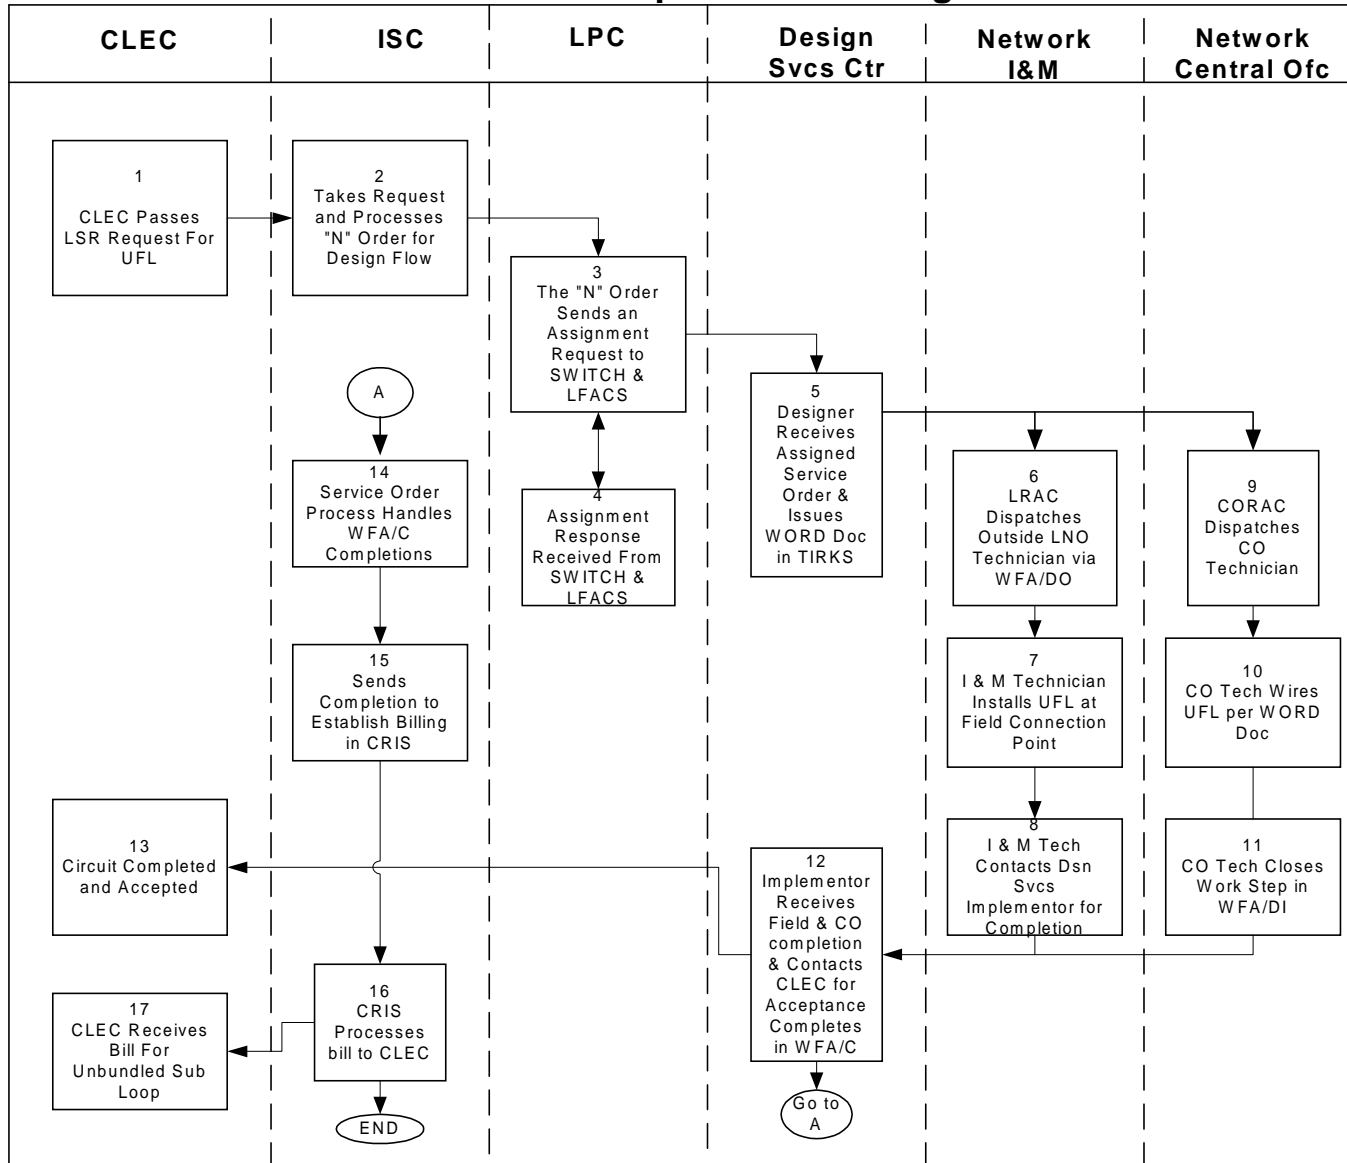 CLEC
ISC
LPC
Design
Svcs Ctr
Network
I&M
Network
Central Ofc
1
CLEC Passes
LSR Request For
UFL
2
Takes Request
and Processes
"N" Order for
Design Flow
3
The "N" Order
Sends an
Assignment
Request to
SWITCH &
LFACS
A
14
Service Order
Process Handles
WFA/C
Completions
4
Assignment
Response
Received From
SWITCH &
LFACS
5
Designer
Receives
Assigned
Service
Order &
Issues
WORD Doc
in TIRKS
6
LRAC
Dispatches
Outside LNO
Technician via
WFA/DO
9
CORAC
Dispatches
CO
Technician
15
Sends
Completion to
Establish Billing
in CRIS
7
I & M Technician
Installs UFL at
Field Connection
Point
10
CO Tech Wires
UFL per WORD
Doc
13
Circuit Completed
and Accepted
12
Implementor
Receives
Field & CO
completion
& Contacts
CLEC for
Acceptance
Completes
in WFA/C
8
I & M Tech
Contacts Dsn
Svcs
Implementor for
Completion
11
CO Tech Closes
Work Step in
WFA/DI
17
CLEC Receives
Bill For
Unbundled Sub
Loop
16
CRIS
Processes
bill to CLEC
END
Go to
A